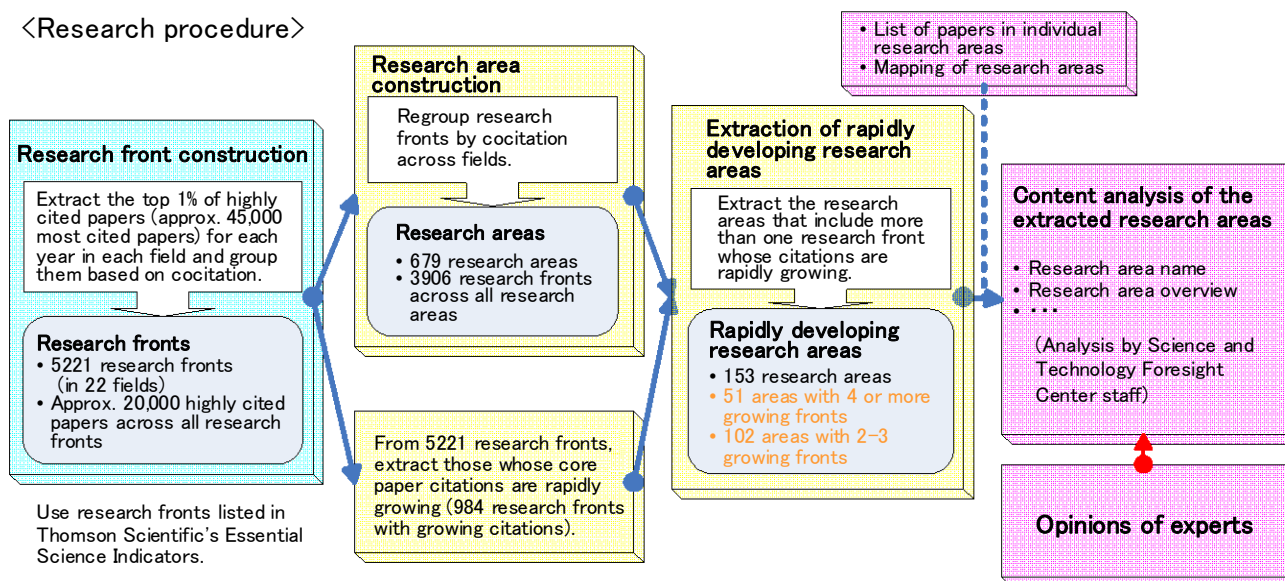 <Research procedure>
Research front construction
Extract the top 1% of highly
cited papers (approx. 45,000
most cited papers) for each
year in each field and group
them based on cocitation.
Research fronts
• 5221 research fronts
(in 22 fields)
• Approx. 20,000 highly cited
papers across all research
fronts
Use research fronts listed in
Thomson Scientific's Essential
Science Indicators.
Research area
construction
Regroup research
fronts by cocitation
across fields.
Research areas
• 679 research areas
• 3906 research fronts
across all research
areas
From 5221 research fronts,
extract those whose core
paper citations are rapidly
growing (984 research fronts
with growing citations).
Extraction of rapidly
developing research
areas
Extract the research
areas that include more
than one research front
whose citations are
rapidly growing.
Rapidly developing
research areas
• 153 research areas
• 51 areas with 4 or more
growing fronts
• 102 areas with 2-3
growing fronts
• List of papers in individual
research areas
• Mapping of research areas
Content analysis of the
extracted research areas
• Research area name
• Research area overview
• ･･･
(Analysis by Science and
Technology Foresight
Center staff)
Opinions of experts